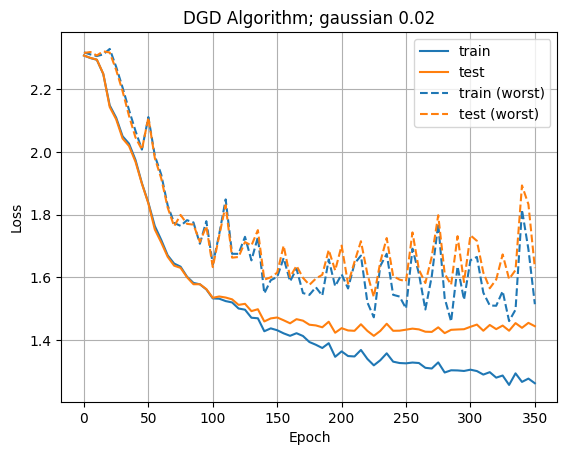 DGD Algorithm; gaussian 0.02
train
test
train (worst)
test (worst)
Loss
2.2
2.0
1.8
1.6
1.4
0
50
100
150
200
250
300
350
Epoch